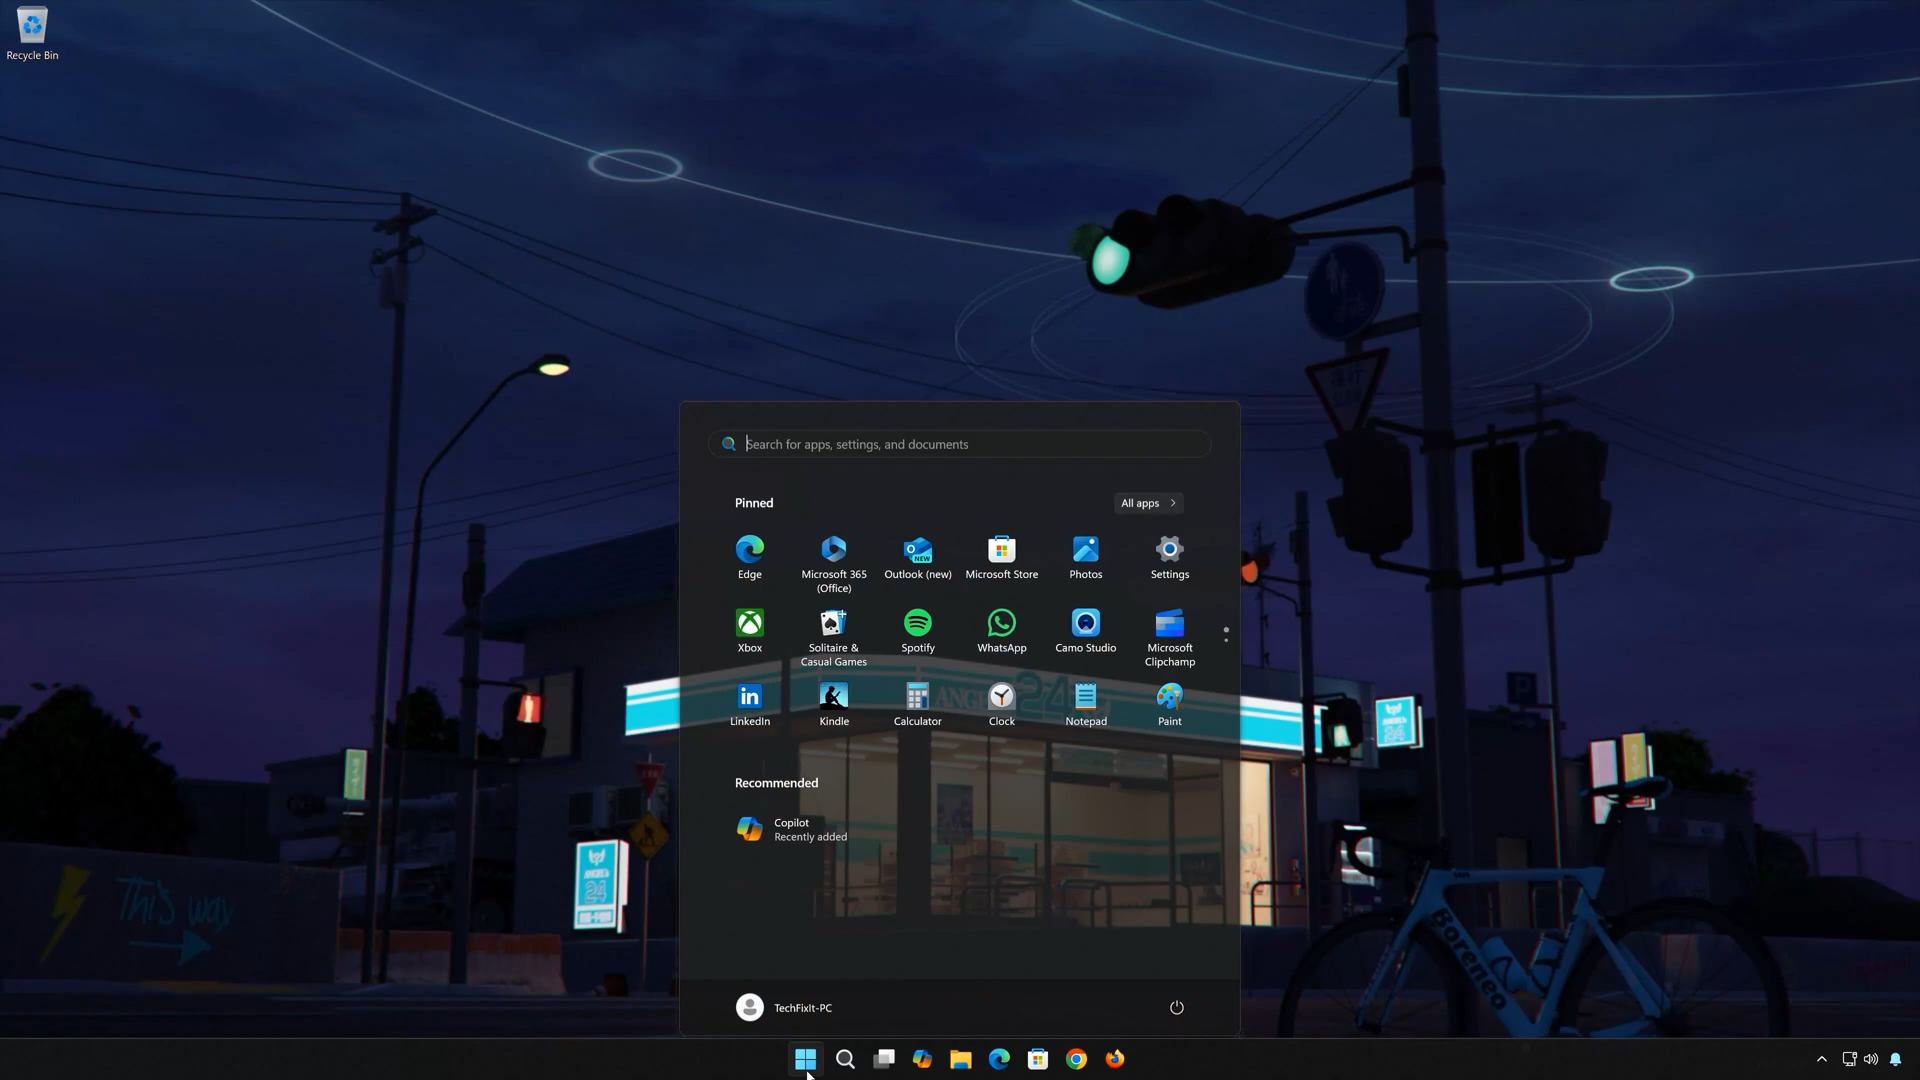 Recycle Bin
Search for apps, settings, and documents
Pinned
All apps
Edge
Microsoft 365
(Office)
Outlook (new)
Microsoft Store
Photos
Settings
Xbox
Solitaire &
Casual Games
Spotify
WhatsApp
Camo Studio
Microsoft
Clipchamp
LinkedIn
Kindle
Calculator
Clock
Notepad
Paint
Recommended
Copilot
Recently added
TechFixIt-PC
This way
24
Boreneo